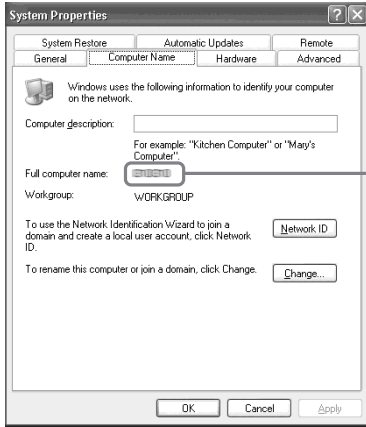 System Properties
System Restore Automatic Updates Remote
General Computer Name Hardware Advanced
Windows uses the following information to identify your computer
on the network.
Computer description:
For example: "Kitchen Computer" or "Mary's
Computer".
Full computer name:
Workgroup: WORKGROUP
To use the Network Identification Wizard to join a
domain and create a local user account, click Network
ID.
Network ID
To rename this computer or join a domain, click Change.
Change...
OK Cancel Apply